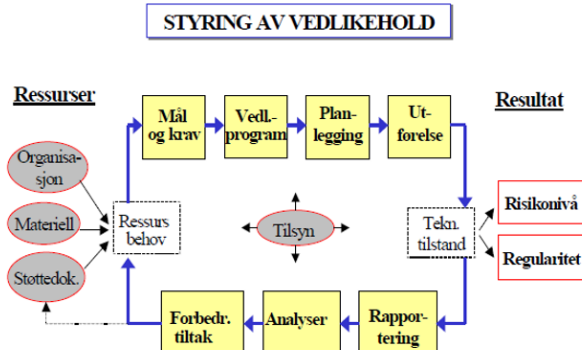 STYRING AV VEDLIKEHOLD
Ressurser
Resultat
Mål
og krav
Vedl.-
program
Plan-
legging
Ut-
førelse
Organisa-
sjon
Materiell
Støttedok.
Ressurs
behov
Tilsyn
Tekn.
tilstand
Risikonivå
Regularitet
Forbedr.
tiltak
Analyser
Rappor-
tering